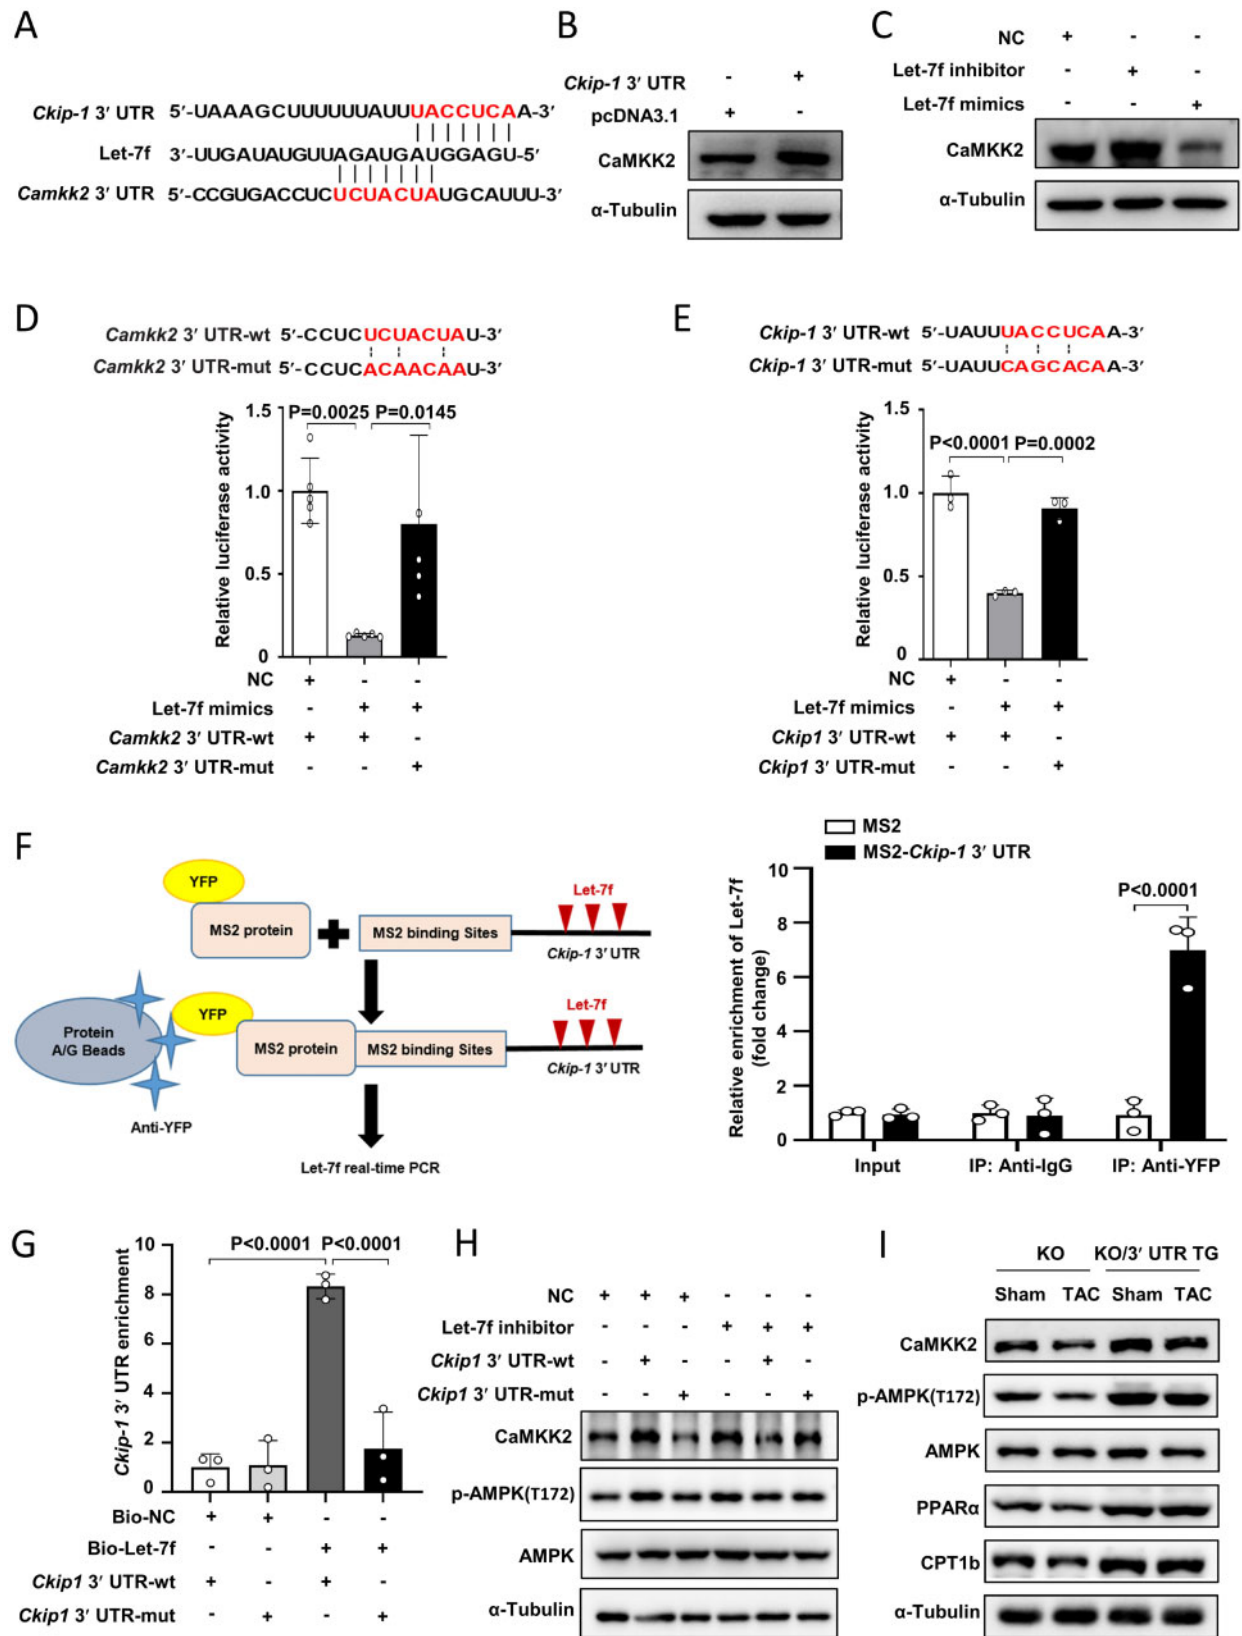 A
Ckip-1 3′ UTR 5′-UAAAGCUUUUUUAUUUACCUCAA-3′
Let-7f 3′-UUGAUAUGUUAGAUGAUGGAGU-5′
Camkk2 3′ UTR 5′-CCGUGACCUCUCUACUAUGCAUUU-3′
B
Ckip-1 3′ UTR - +
pcDNA3.1 + -
CaMKK2
α-Tubulin
C
NC + - -
Let-7f inhibitor - + -
Let-7f mimics - - +
CaMKK2
α-Tubulin
D
Camkk2 3′ UTR-wt 5′-CCUCUCUACUAU-3′
Camkk2 3′ UTR-mut 5′-CCUCACAACAAU-3′
Relative luciferase activity
1.5
1.0
0.5
0
P=0.0025 P=0.0145
NC + - -
Let-7f mimics - + +
Camkk2 3′ UTR-wt + + -
Camkk2 3′ UTR-mut - - +
E
Ckip-1 3′ UTR-wt 5′-UAUUUACCUCAA-3′
Ckip-1 3′ UTR-mut 5′-UAUUCAGCACAA-3′
Relative luciferase activity
1.5
1.0
0.5
0
P<0.0001 P=0.0002
NC + - -
Let-7f mimics - + +
Ckip1 3′ UTR-wt + + -
Ckip1 3′ UTR-mut - - +
F
YFP
MS2 protein
MS2 binding Sites
Let-7f
Ckip-1 3′ UTR
Protein
A/G Beads
YFP
MS2 protein
MS2 binding Sites
Let-7f
Ckip-1 3′ UTR
Anti-YFP
Let-7f real-time PCR
MS2
MS2-Ckip-1 3′ UTR
Relative enrichment of Let-7f
(fold change)
10
8
6
4
2
0
P<0.0001
Input IP: Anti-IgG IP: Anti-YFP
G
Ckip-1 3′ UTR enrichment
10
8
6
4
2
0
P<0.0001 P<0.0001
Bio-NC + + - -
Bio-Let-7f - - + +
Ckip1 3′ UTR-wt + - + -
Ckip1 3′ UTR-mut - + - +
H
NC + + + - - -
Let-7f inhibitor - - - + + +
Ckip1 3′ UTR-wt - + - - + -
Ckip1 3′ UTR-mut - - + - - +
CaMKK2
p-AMPK(T172)
AMPK
α-Tubulin
I
KO KO/3′ UTR TG
Sham TAC Sham TAC
CaMKK2
p-AMPK(T172)
AMPK
PPARα
CPT1b
α-Tubulin